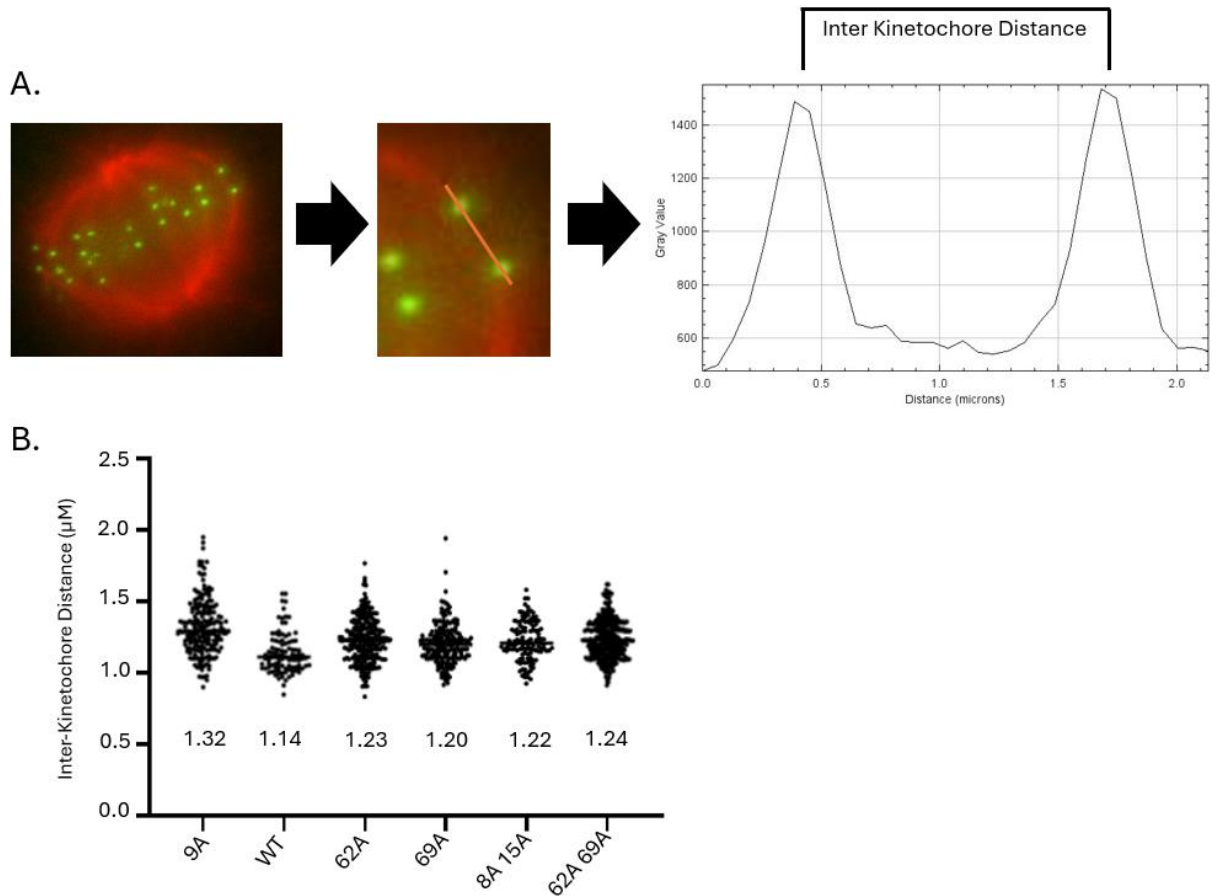 Inter Kinetochore Distance
A.
1400
1200
1000
800
600
Gray Value
0.0 0.5 1.0 1.5 2.0
Distance (microns)
B.
Inter-Kinetochore Distance (µM)
2.5
2.0
1.5
1.0
0.5
0.0
1.32 1.14 1.23 1.20 1.22 1.24
9A WT 62A 69A 8A 15A 62A 69A